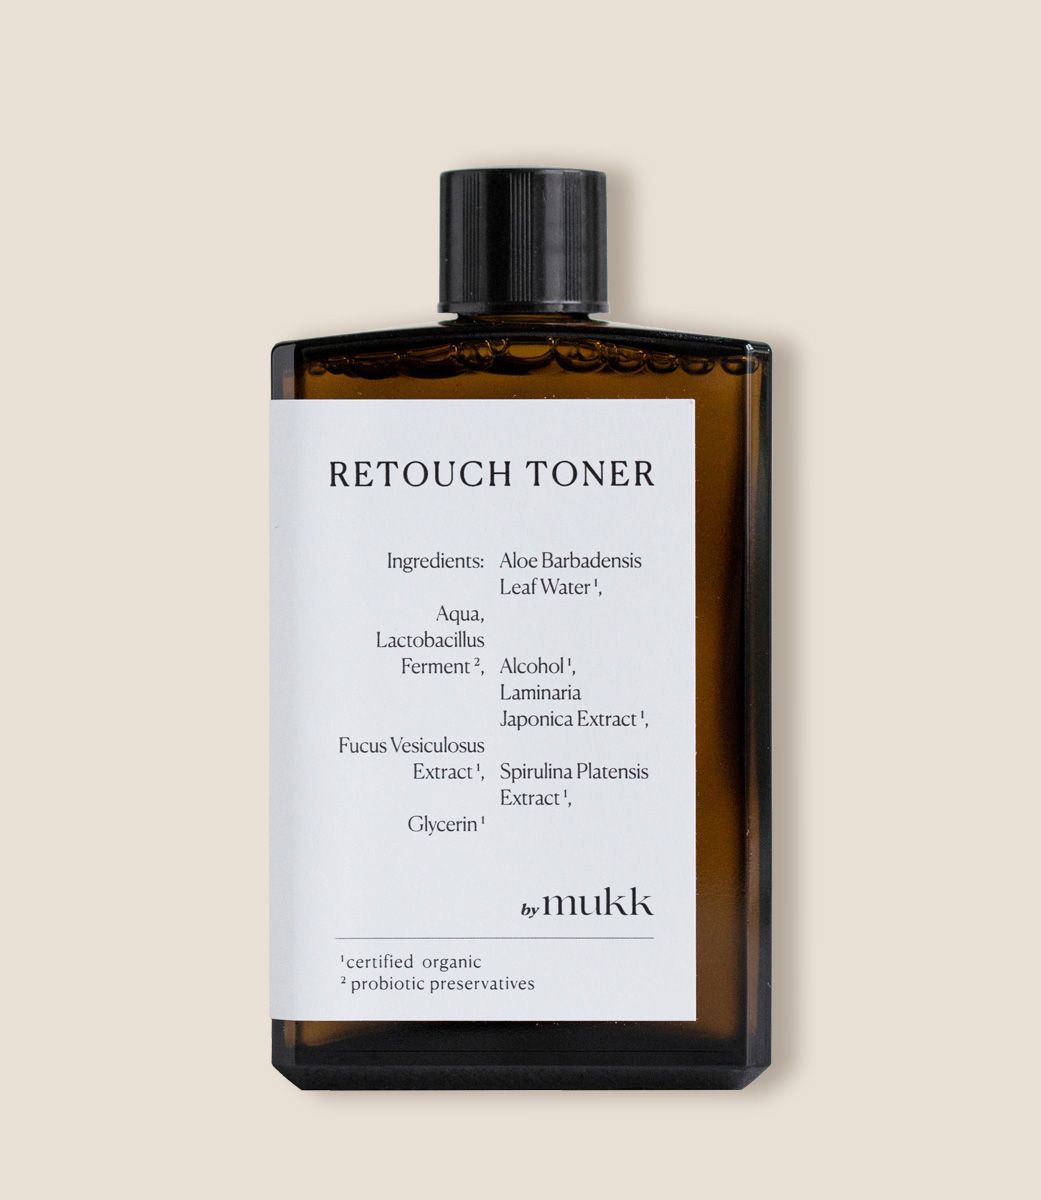 RETOUCH TONER
Ingredients: Aloe Barbadensis
Leaf Water ¹,
Aqua,
Lactobacillus
Ferment ², Alcohol ¹,
Laminaria
Japonica Extract ¹,
Fucus Vesiculosus
Extract ¹, Spirulina Platensis
Extract ¹,
Glycerin ¹
by mukk
¹certified organic
² probiotic preservatives